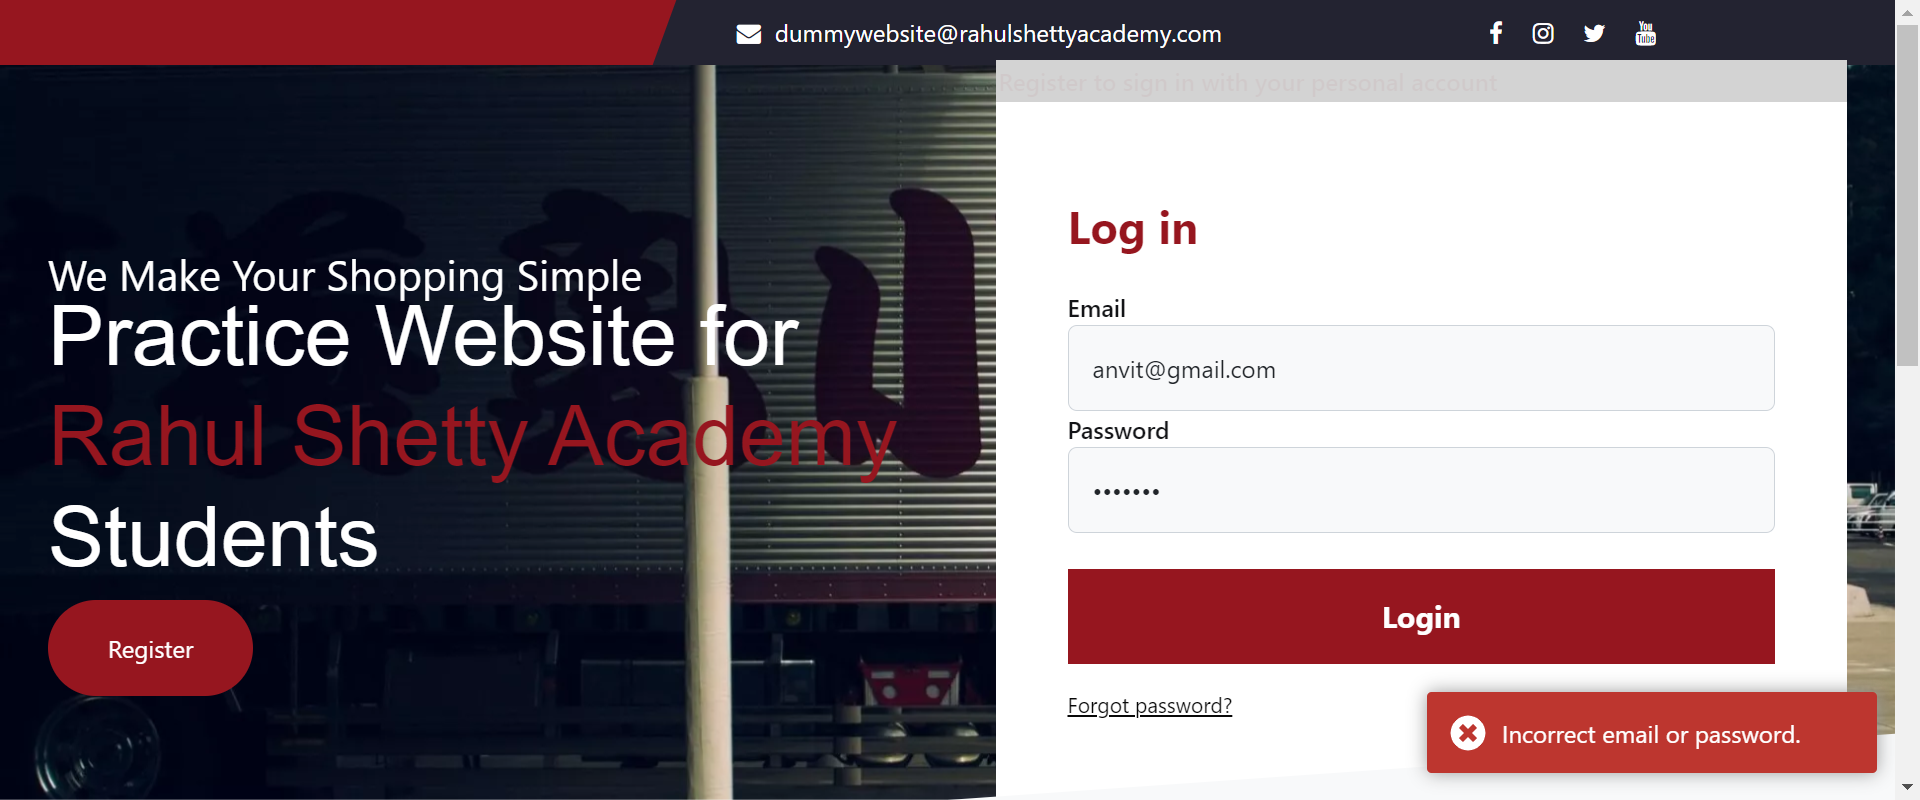 dummywebsite@rahulshettyacademy.com
You
Tube
Register to sign in with your personal account
We Make Your Shopping Simple
Practice Website for
Rahul Shetty Academy
Students
Register
Log in
Email
anvit@gmail.com
Password
•••••••
Login
Forgot password?
Incorrect email or password.